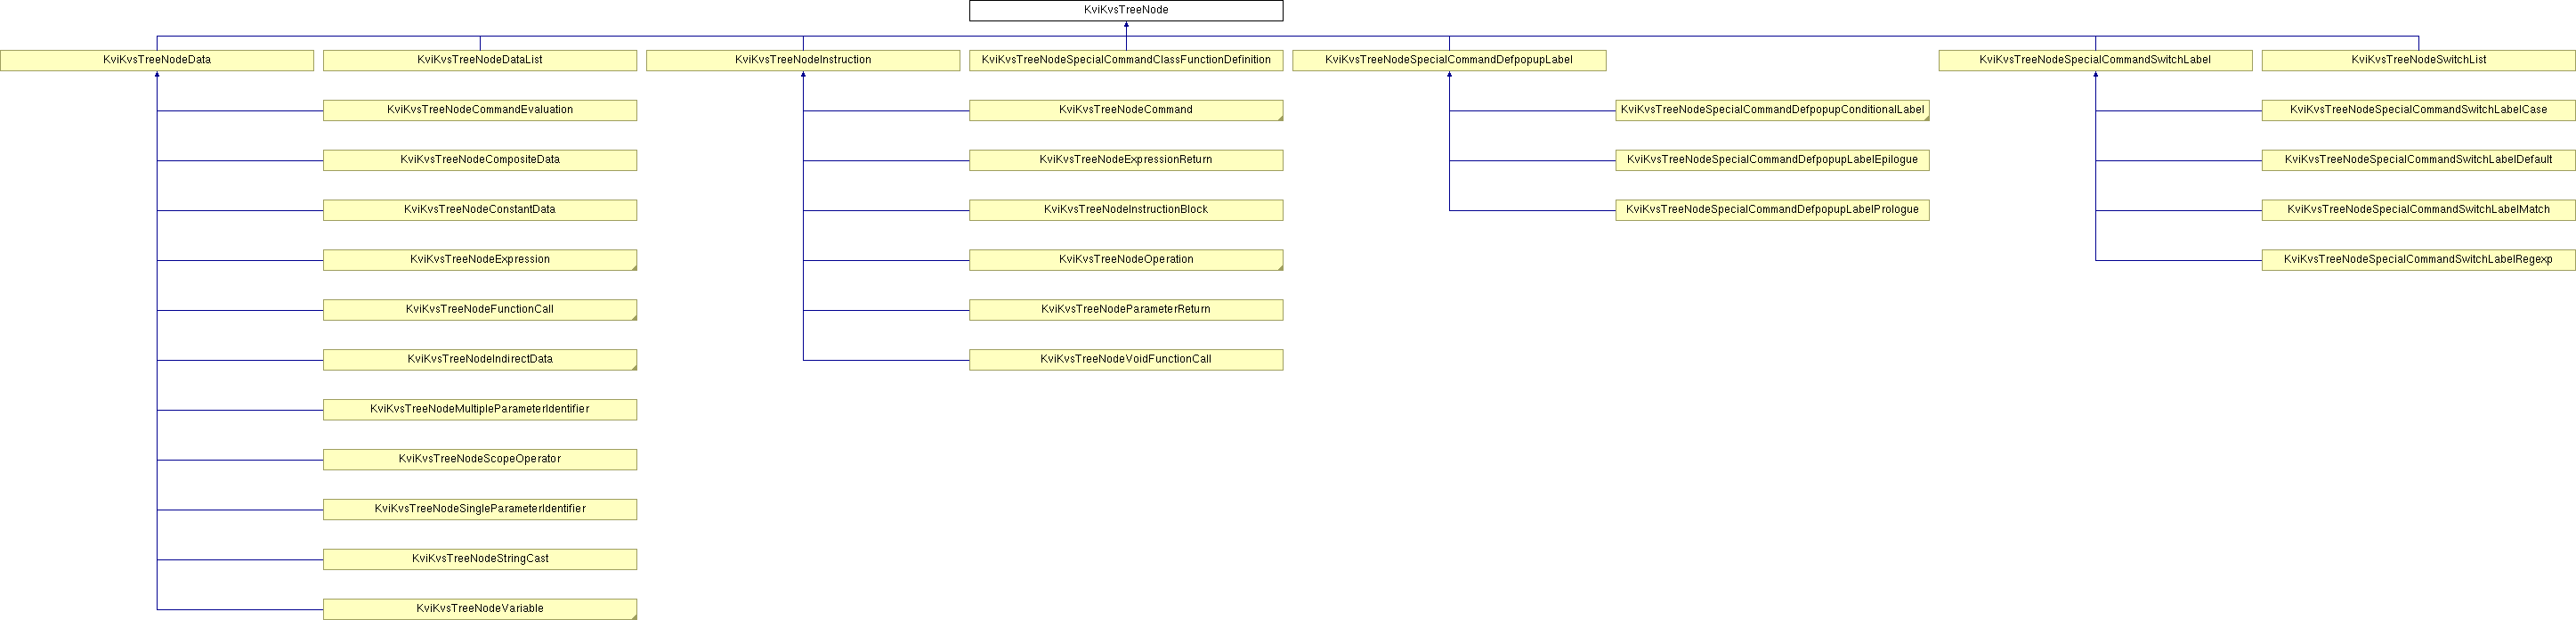 KviKvsTreeNode
KviKvsTreeNodeData
KviKvsTreeNodeDataList
KviKvsTreeNodeInstruction
KviKvsTreeNodeSpecialCommandClassFunctionDefinition
KviKvsTreeNodeSpecialCommandDefpopupLabel
KviKvsTreeNodeSpecialCommandSwitchLabel
KviKvsTreeNodeSwitchList
KviKvsTreeNodeCommandEvaluation
KviKvsTreeNodeCommand
KviKvsTreeNodeSpecialCommandDefpopupConditionalLabel
KviKvsTreeNodeSpecialCommandSwitchLabelCase
KviKvsTreeNodeCompositeData
KviKvsTreeNodeExpressionReturn
KviKvsTreeNodeSpecialCommandDefpopupLabelEpilogue
KviKvsTreeNodeSpecialCommandSwitchLabelDefault
KviKvsTreeNodeConstantData
KviKvsTreeNodeInstructionBlock
KviKvsTreeNodeSpecialCommandDefpopupLabelPrologue
KviKvsTreeNodeSpecialCommandSwitchLabelMatch
KviKvsTreeNodeExpression
KviKvsTreeNodeOperation
KviKvsTreeNodeSpecialCommandSwitchLabelRegexp
KviKvsTreeNodeFunctionCall
KviKvsTreeNodeParameterReturn
KviKvsTreeNodeIndirectData
KviKvsTreeNodeVoidFunctionCall
KviKvsTreeNodeMultipleParameterIdentifier
KviKvsTreeNodeScopeOperator
KviKvsTreeNodeSingleParameterIdentifier
KviKvsTreeNodeStringCast
KviKvsTreeNodeVariable